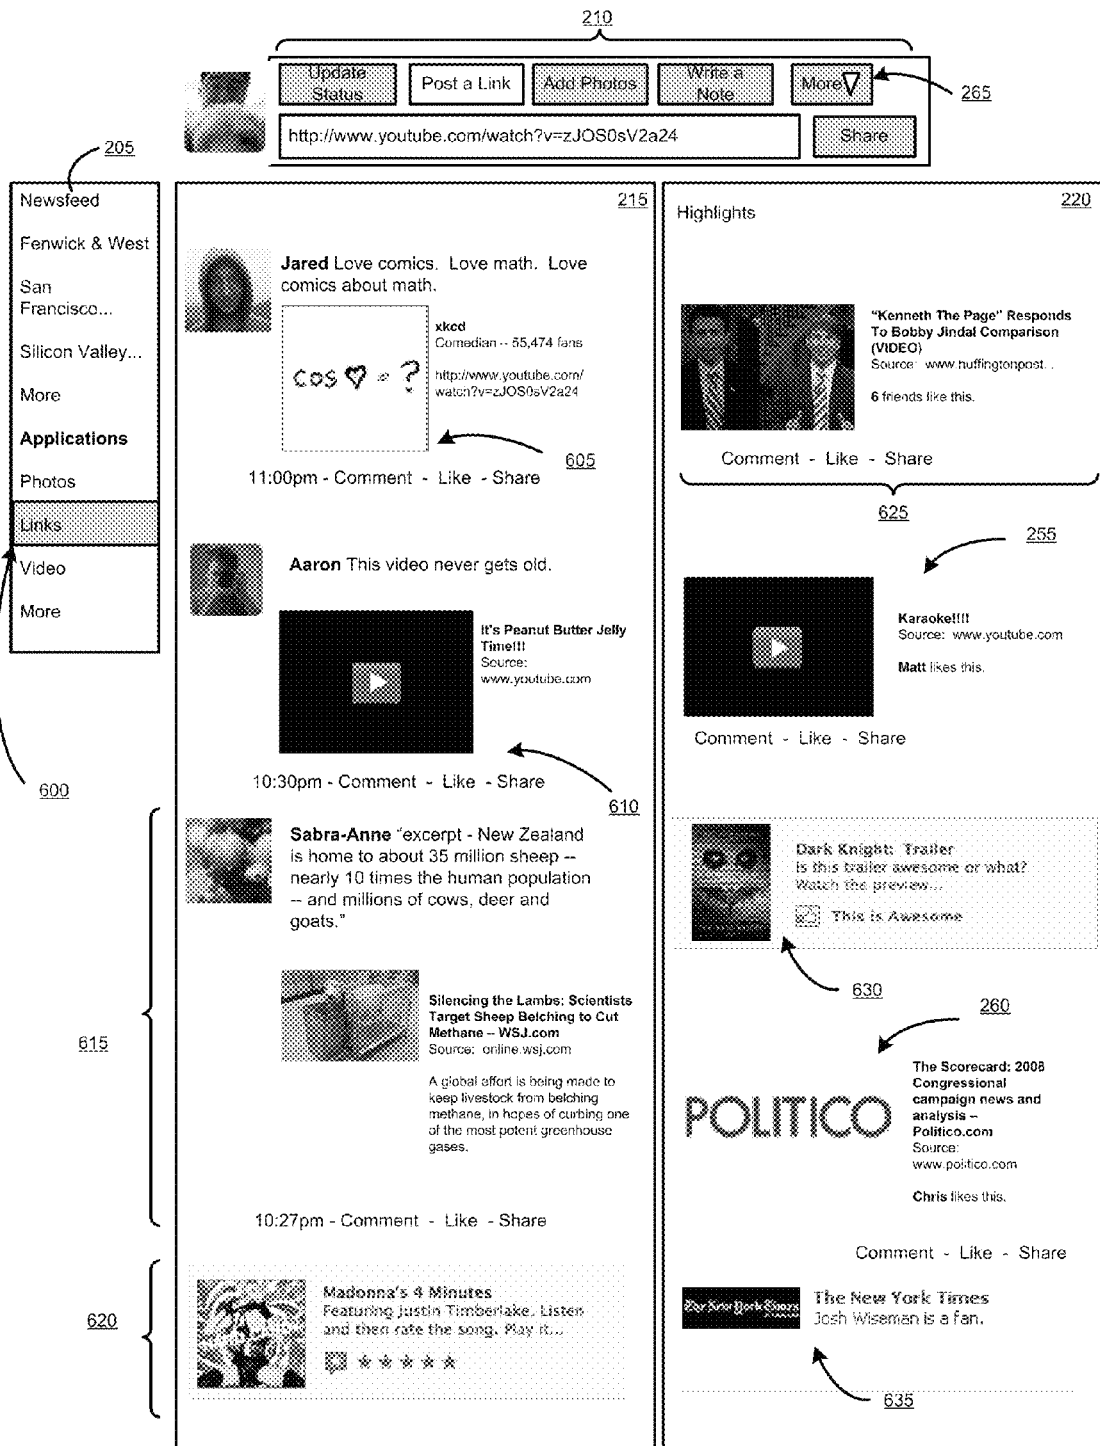 210
Update
Status
Post a Link
Add Photos
Write a
Note
More
265
http://www.youtube.com/watch?v=zJOS0sV2a24
Share
205
Newsfeed
Fenwick & West
San
Francisco...
Silicon Valley...
More
Applications
Photos
Links
Video
More
600
215
Jared Love comics. Love math. Love
comics about math.
cos ♥ = ?
xkcd
Comedian -- 55,474 fans
http://www.youtube.com/
watch?v=zJOS0sV2a24
605
11:00pm - Comment - Like - Share
Aaron This video never gets old.
It's Peanut Butter Jelly
Time!!!
Source:
www.youtube.com
610
10:30pm - Comment - Like - Share
615
Sabra-Anne "excerpt - New Zealand
is home to about 35 million sheep --
nearly 10 times the human population
-- and millions of cows, deer and
goats."
Silencing the Lambs: Scientists
Target Sheep Belching to Cut
Methane -- WSJ.com
Source: online.wsj.com
A global effort is being made to
keep livestock from belching
methane, in hopes of curbing one
of the most potent greenhouse
gases.
10:27pm - Comment - Like - Share
620
Madonna's 4 Minutes
Featuring Justin Timberlake. Listen
and then rate the song. Play it...
220
Highlights
"Kenneth The Page" Responds
To Bobby Jindal Comparison
(VIDEO)
Source: www.huffingtonpost...
6 friends like this.
Comment - Like - Share
625
255
Karaoke!!!!
Source: www.youtube.com
Matt likes this.
Comment - Like - Share
Dark Knight: Trailer
Is this trailer awesome or what?
Watch the preview...
This is Awesome
630
260
POLITICO
The Scorecard: 2008
Congressional
campaign news and
analysis --
Politico.com
Source:
www.politico.com
Chris likes this.
Comment - Like - Share
The New York Times
The New York Times
Josh Wiseman is a fan.
635